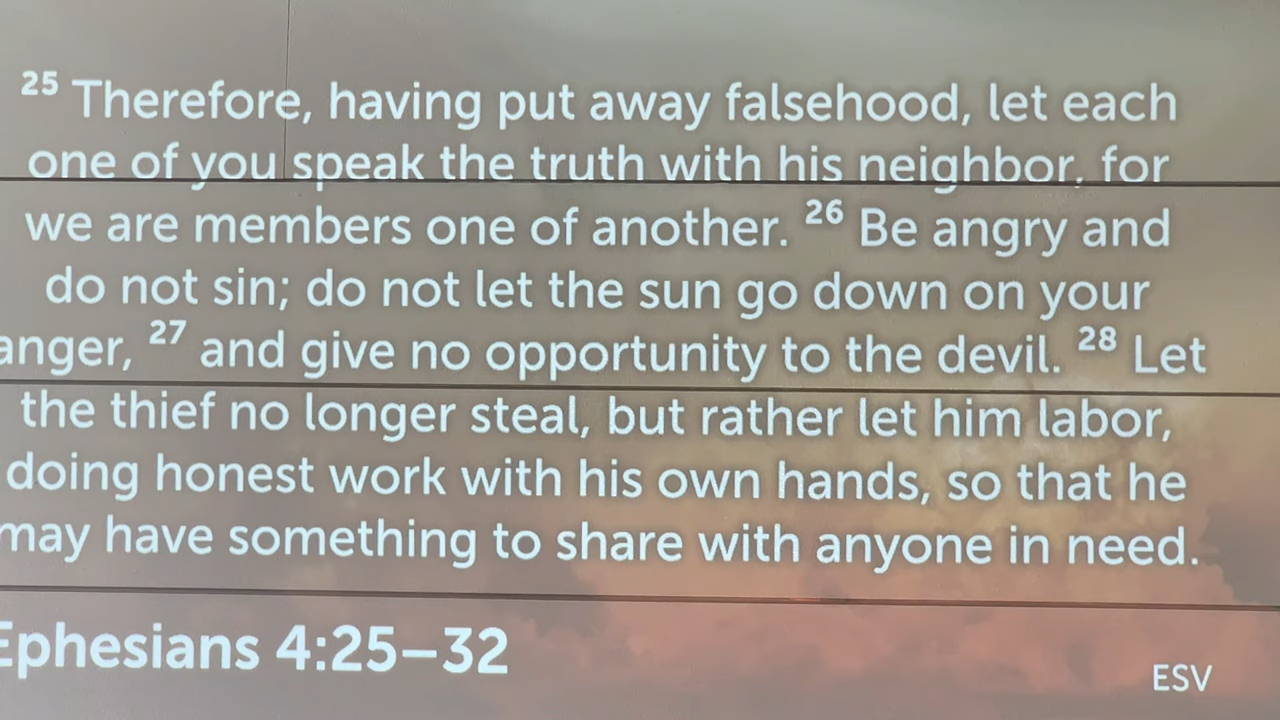 25 Therefore, having put away falsehood, let each
one of you speak the truth with his neighbor, for
we are members one of another. 26 Be angry and
do not sin; do not let the sun go down on your
anger, 27 and give no opportunity to the devil. 28 Let
the thief no longer steal, but rather let him labor,
doing honest work with his own hands, so that he
may have something to share with anyone in need.
Ephesians 4:25–32
ESV